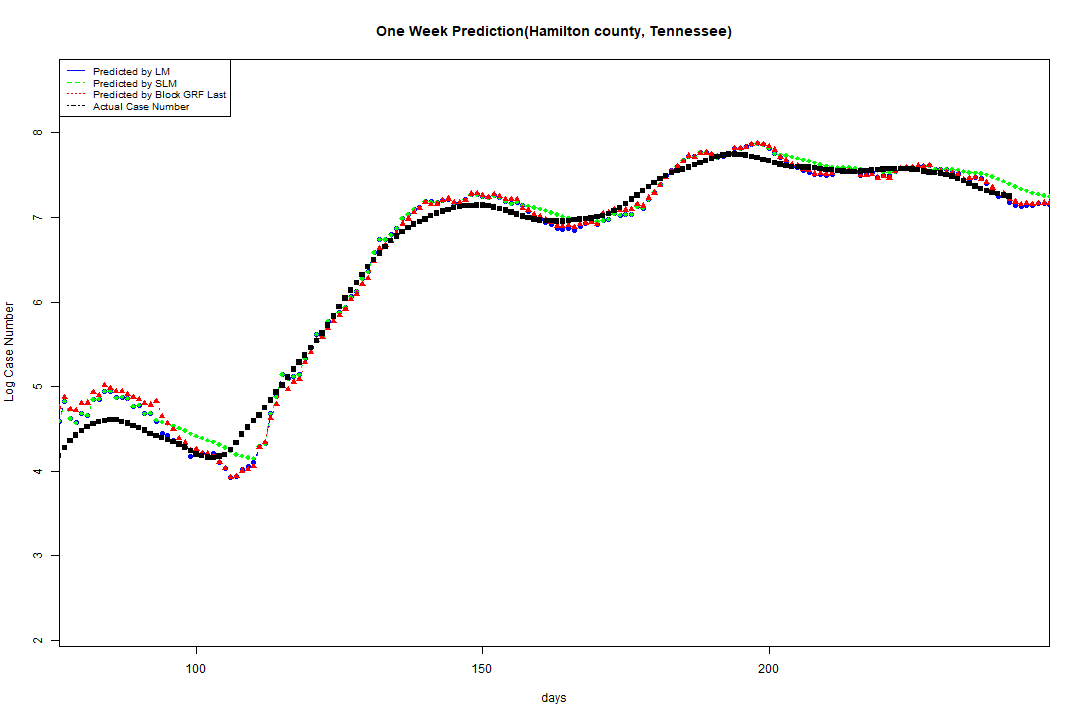 One Week Prediction(Hamilton county, Tennessee)
Predicted by LM
Predicted by SLM
Predicted by Block GRF Last
Actual Case Number
8
7
6
5
4
3
2
Log Case Number
100 150 200
days